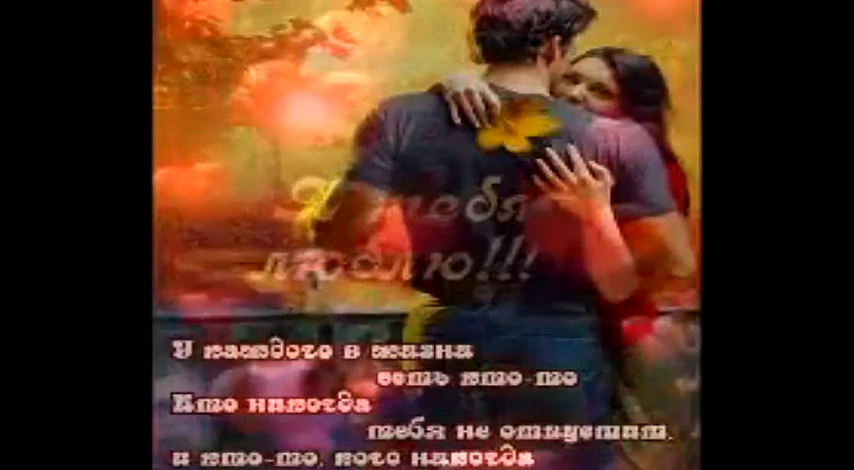 Я тебя
люблю!!!
У каждого в жизни
есть кто-то
Кто никогда
тебя не отпустит,
и кто-то, кого никогда